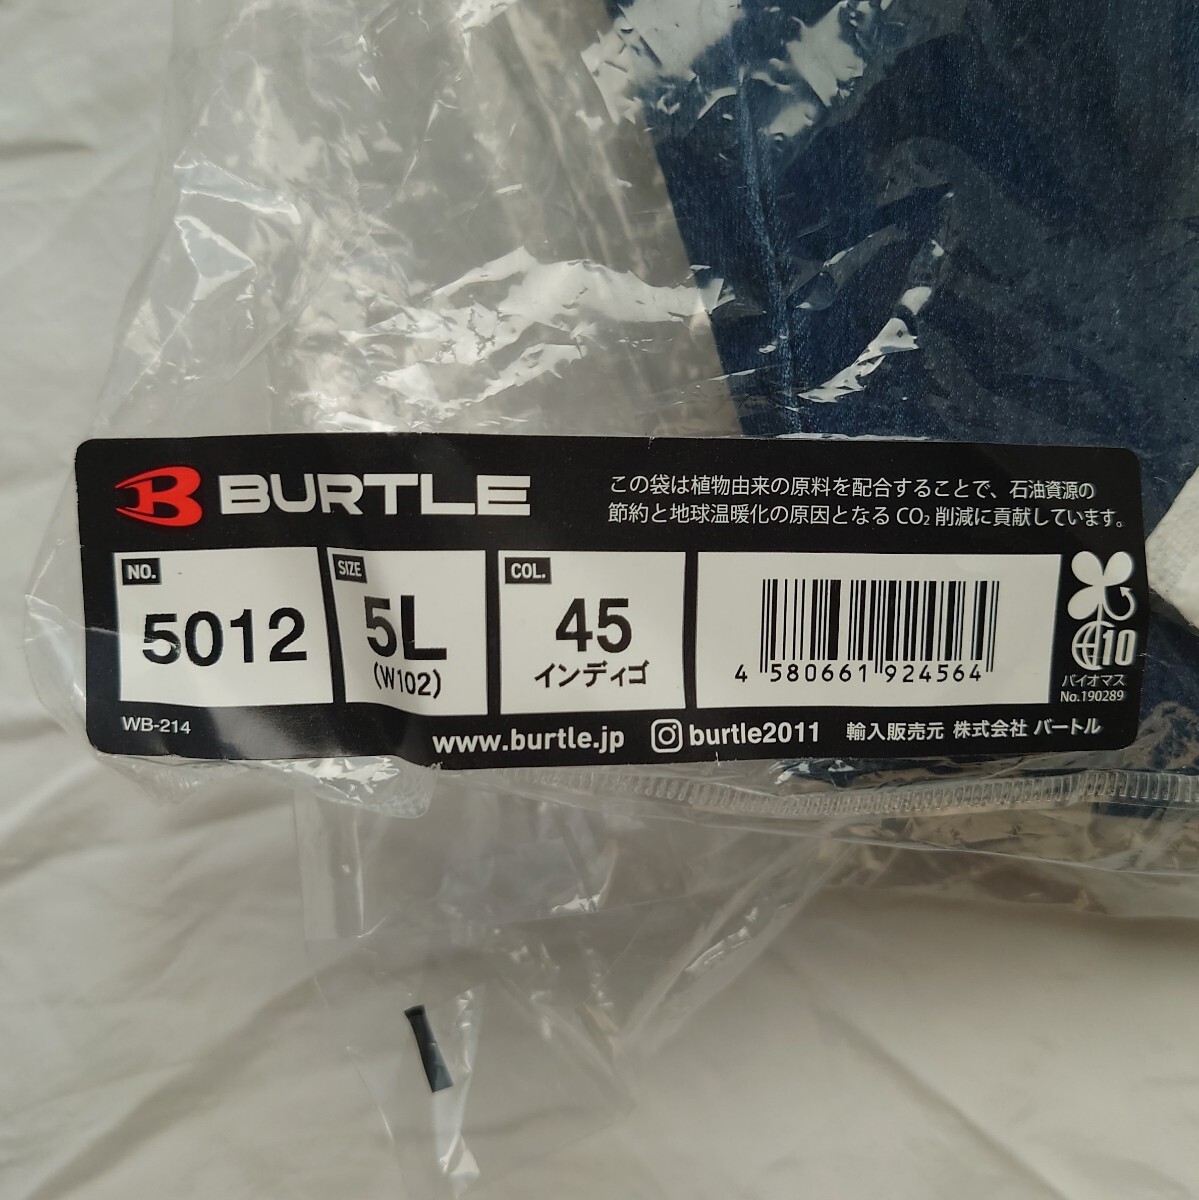 BURTLE
この袋は植物由来の原料を配合することで、石油資源の
節約と地球温暖化の原因となる CO₂ 削減に貢献しています。
NO.
5012
SIZE
5L
(W102)
COL.
45
インディゴ
4 580661 924564
10
バイオマス
No.190289
WB-214
www.burtle.jp burtle2011 輸入販売元 株式会社 バートル